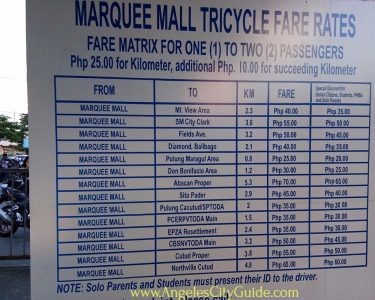 MARQUEE MALL TRICYCLE FARE RATES
FARE MATRIX FOR ONE (1) TO TWO (2) PASSENGERS
Php 25.00 for Kilometer, additional Php. 10.00 for succeeding Kilometer
FROM TO KM FARE Special Discount for Senior Citizens, Students, PWDs and Solo Parents
MARQUEE MALL Mt. View Area 2.3 Php 40.00 Php 35.00
MARQUEE MALL SM City Clark 3.6 Php 55.00 Php 50.00
MARQUEE MALL Fields Ave. 3.2 Php 50.00 Php 45.00
MARQUEE MALL Diamond, Balibago 2.1 Php 40.00 Php 35.00
MARQUEE MALL Pulung Maragul Area 0.8 Php 25.00 Php 20.00
MARQUEE MALL Don Bonifacio Area 1.2 Php 30.00 Php 25.00
MARQUEE MALL Abacan Proper 5.3 Php 70.00 Php 65.00
MARQUEE MALL Sito Pader 2.9 Php 45.00 Php 40.00
MARQUEE MALL Pulung Cacutud/SPTODA 2 Php 35.00 Php 30.00
MARQUEE MALL PCERPVTODA Main 1.5 Php 35.00 Php 30.00
MARQUEE MALL EPZA Resettlement 2.4 Php 35.00 Php 30.00
MARQUEE MALL CBSNVTODA Main 3.2 Php 50.00 Php 45.00
MARQUEE MALL Cutud Proper 3.8 Php 55.00 Php 50.00
MARQUEE MALL Northville Cutud 4.8 Php 65.00 Php 60.00
NOTE: Solo Parents and Students must present their ID to the driver.
www.AngelesCityGuide.com